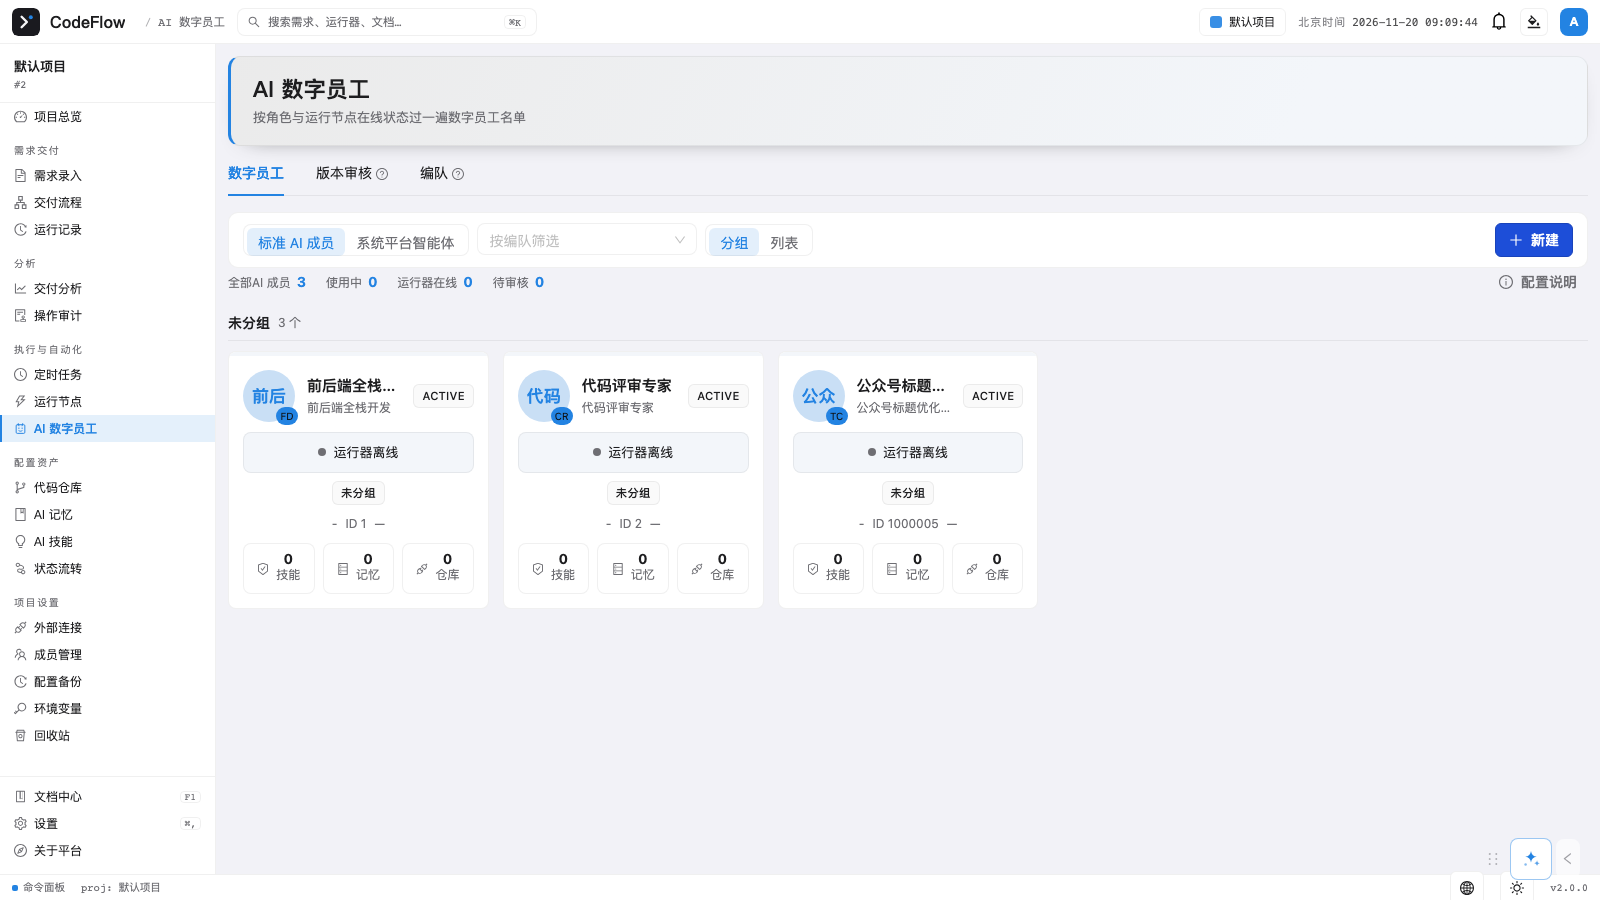 CodeFlow / AI 数字员工 搜索需求、运行器、文档... ⌘K 默认项目 北京时间 2026-11-20 09:09:44 A
默认项目
#2
项目总览
需求交付
需求录入
交付流程
运行记录
分析
交付分析
操作审计
执行与自动化
定时任务
运行节点
AI 数字员工
配置资产
代码仓库
AI 记忆
AI 技能
状态流转
项目设置
外部连接
成员管理
配置备份
环境变量
回收站
文档中心 F1
设置 ⌘,
关于平台
AI 数字员工
按角色与运行节点在线状态过一遍数字员工名单
数字员工 版本审核 编队
标准 AI 成员 系统平台智能体 按编队筛选 分组 列表 新建
全部AI 成员 3 使用中 0 运行器在线 0 待审核 0 配置说明
未分组 3 个
前后 FD
前后端全栈...
前后端全栈开发
ACTIVE
运行器离线
未分组
- ID 1 —
0 技能 0 记忆 0 仓库
代码 CR
代码评审专家
代码评审专家
ACTIVE
运行器离线
未分组
- ID 2 —
0 技能 0 记忆 0 仓库
公众 TC
公众号标题...
公众号标题优化...
ACTIVE
运行器离线
未分组
- ID 1000005 —
0 技能 0 记忆 0 仓库
命令面板 proj: 默认项目 v2.0.0